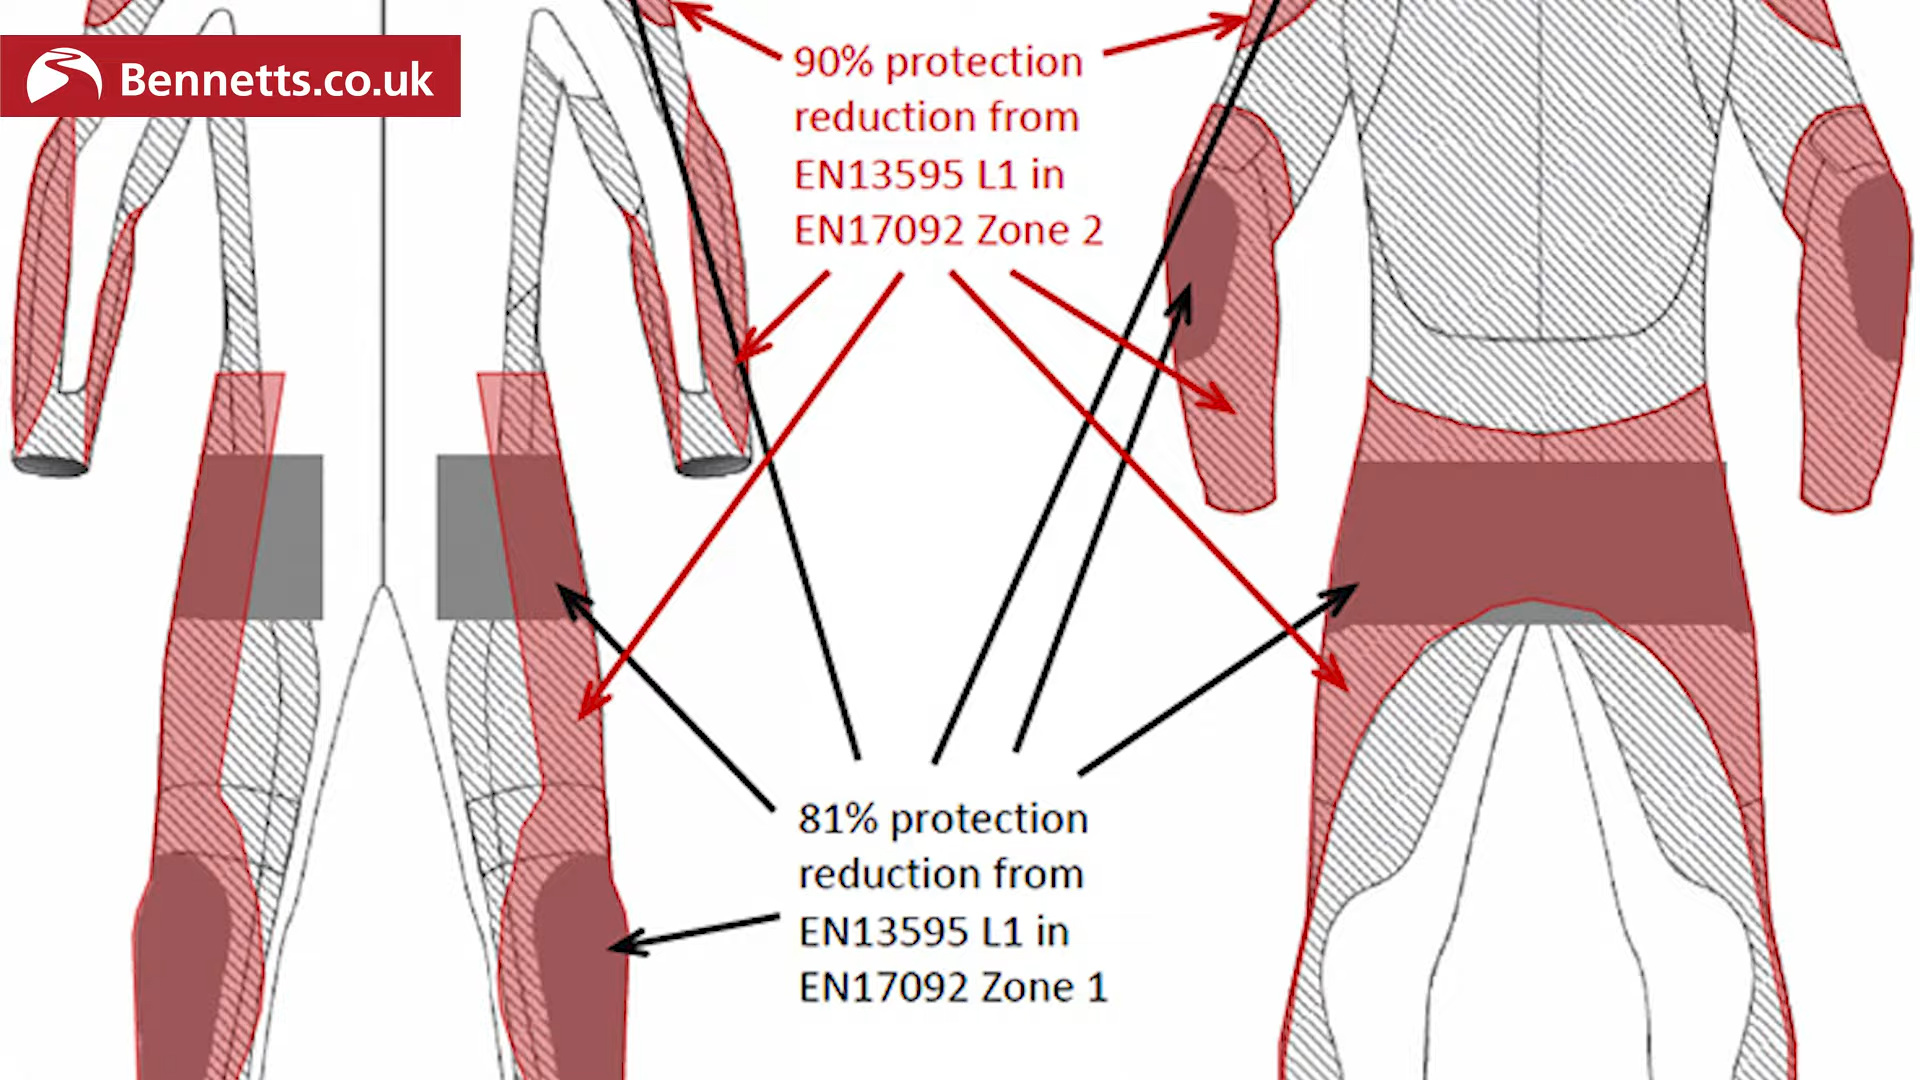 Bennetts.co.uk
90% protection
reduction from
EN13595 L1 in
EN17092 Zone 2
81% protection
reduction from
EN13595 L1 in
EN17092 Zone 1